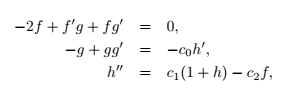 −2f + f′g + fg′ = 0,
−g + gg′ = −c₀h′,
h″ = c₁(1 + h) − c₂f,